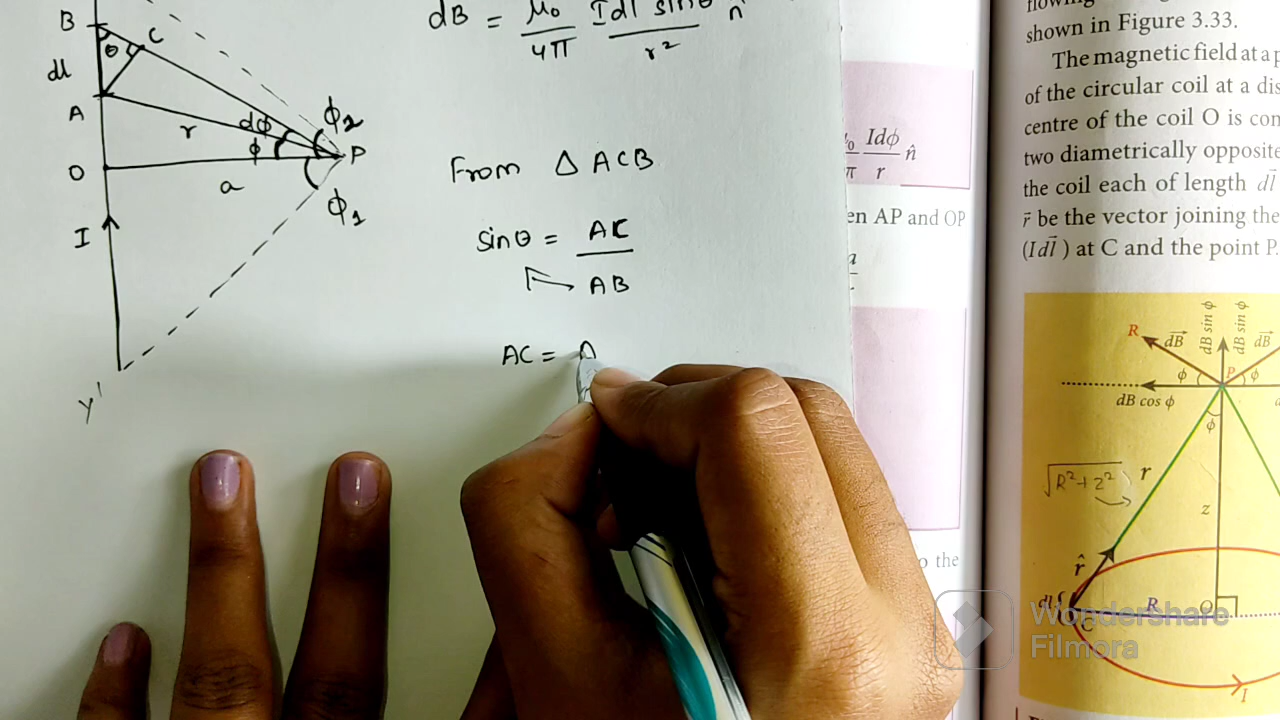 dB = μ₀/4π Idl sinθ/r² n̂
B
θ
C
dl
A
r
dφ
φ
φ₂
P
O
a
φ₁
I
y'
From Δ ACB
sinθ = AC/AB
AC = A
Idφ/r n̂
en AP and OP
a
o the
shown in Figure 3.33.
The magnetic field at a p
of the circular coil at a dis
centre of the coil O is con
two diametrically opposite
the coil each of length dl⃗
r⃗ be the vector joining the
(Idl⃗ ) at C and the point P.
R
dB⃗
dB sin φ
dB sin φ
dB⃗
φ
P
φ
dB cos φ
φ
√R²+z²
r
z
r̂
dl
C
R
O
I
Wondershare
Filmora